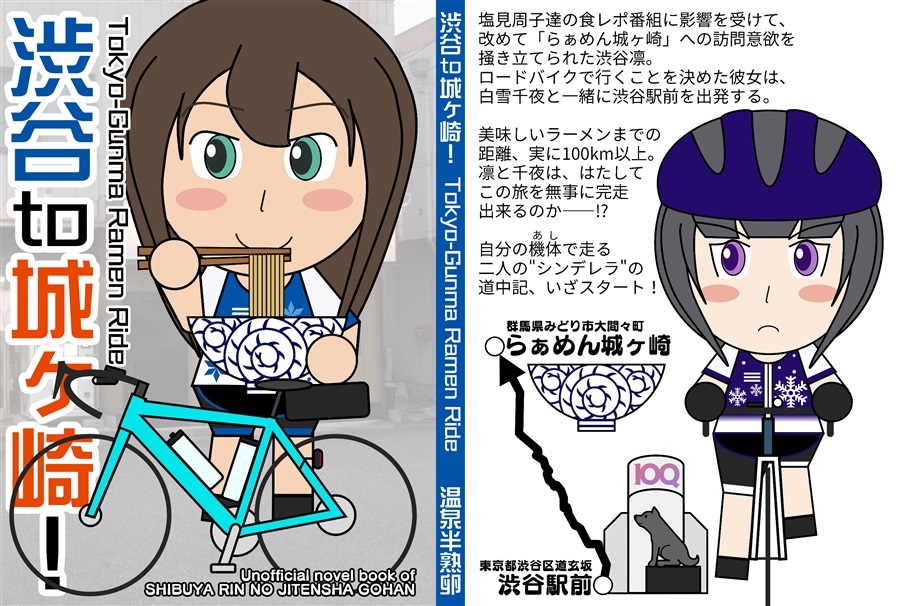 渋谷to城ヶ崎！
Tokyo-Gunma Ramen Ride
Unofficial novel book of
SHIBUYA RIN NO JITENSHA GOHAN
渋谷to城ヶ崎！ Tokyo-Gunma Ramen Ride 温泉半熟卵
塩見周子達の食レポ番組に影響を受けて、
改めて「らぁめん城ヶ崎」への訪問意欲を
掻き立てられた渋谷凛。
ロードバイクで行くことを決めた彼女は、
白雪千夜と一緒に渋谷駅前を出発する。
美味しいラーメンまでの
距離、実に100km以上。
凛と千夜は、はたして
この旅を無事に完走
出来るのか――!?
あし
自分の機体で走る
二人の"シンデレラ"の
道中記、いざスタート！
群馬県みどり市大間々町
らぁめん城ヶ崎
10Q
東京都渋谷区道玄坂
渋谷駅前